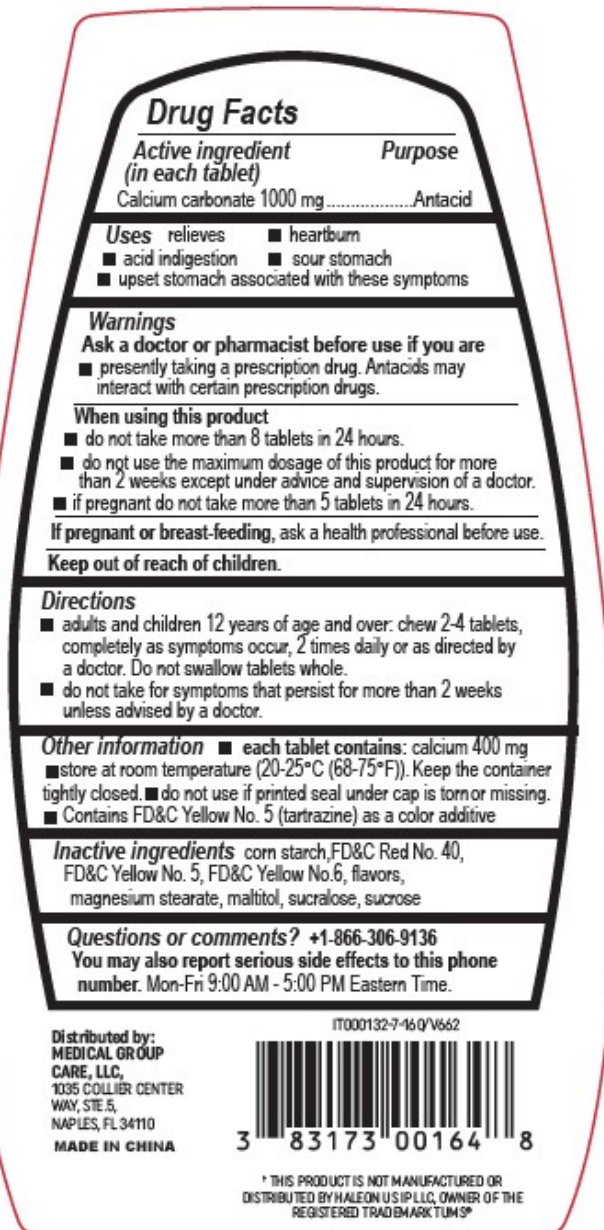 Drug Facts
Active ingredient Purpose
(in each tablet)
Calcium carbonate 1000 mg...................Antacid
Uses relieves ■ heartburn
■ acid indigestion ■ sour stomach
■ upset stomach associated with these symptoms
Warnings
Ask a doctor or pharmacist before use if you are
■ presently taking a prescription drug. Antacids may
interact with certain prescription drugs.
When using this product
■ do not take more than 8 tablets in 24 hours.
■ do not use the maximum dosage of this product for more
than 2 weeks except under advice and supervision of a doctor.
■ if pregnant do not take more than 5 tablets in 24 hours.
If pregnant or breast-feeding, ask a health professional before use.
Keep out of reach of children.
Directions
■ adults and children 12 years of age and over: chew 2-4 tablets,
completely as symptoms occur, 2 times daily or as directed by
a doctor. Do not swallow tablets whole.
■ do not take for symptoms that persist for more than 2 weeks
unless advised by a doctor.
Other information ■ each tablet contains: calcium 400 mg
■store at room temperature (20-25°C (68-75°F)). Keep the container
tightly closed. ■do not use if printed seal under cap is tornor missing.
■ Contains FD&C Yellow No. 5 (tartrazine) as a color additive
Inactive ingredients corn starch,FD&C Red No. 40,
FD&C Yellow No. 5, FD&C Yellow No.6, flavors,
magnesium stearate, maltitol, sucralose, sucrose
Questions or comments? +1-866-306-9136
You may also report serious side effects to this phone
number. Mon-Fri 9:00 AM - 5:00 PM Eastern Time.
Distributed by:
MEDICAL GROUP
CARE, LLC,
1035 COLLIER CENTER
WAY, STE.5,
NAPLES, FL 34110
MADE IN CHINA
IT000132-7-16Q/V662
3 83173 00164 8
† THIS PRODUCT IS NOT MANUFACTURED OR
DISTRIBUTED BY HALEON US IP LLC, OWNER OF THE
REGISTERED TRADEMARK TUMS®